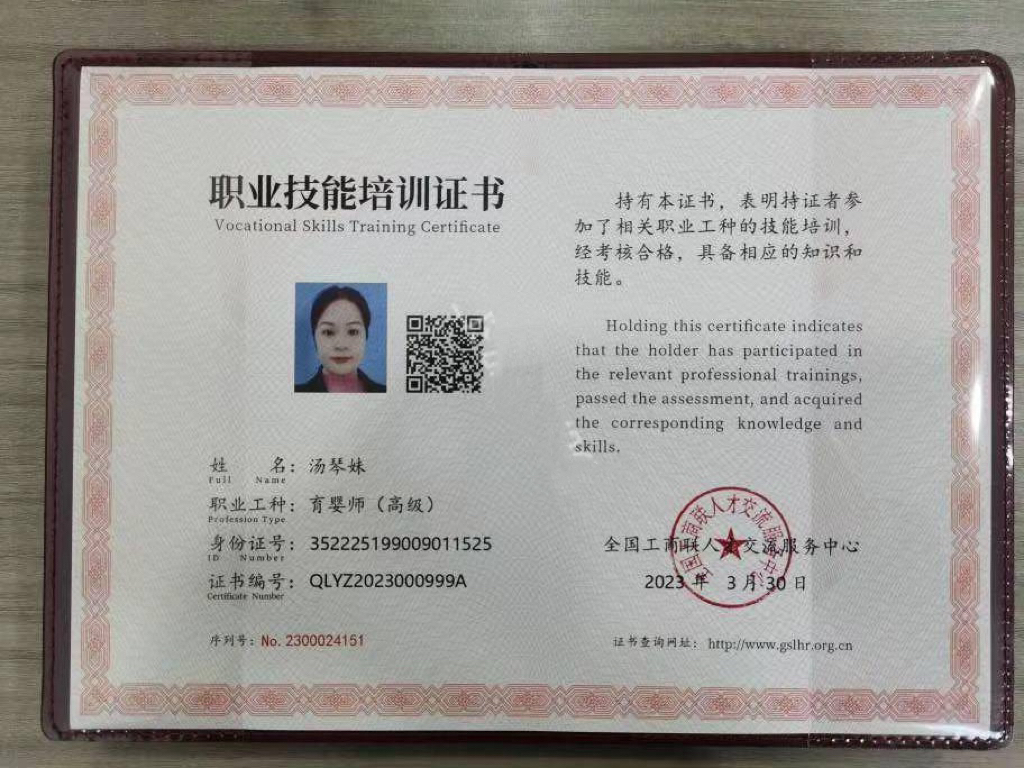 职业技能培训证书
Vocational Skills Training Certificate
姓 名：汤琴妹
Full Name
职业工种：育婴师（高级）
Profession Type
身份证号：352225199009011525
ID Number
证书编号：QLYZ2023000999A
Certificate Number
序列号：No. 2300024151
持有本证书，表明持证者参
加了相关职业工种的技能培训，
经考核合格，具备相应的知识和
技能。
Holding this certificate indicates
that the holder has participated in
the relevant professional trainings,
passed the assessment, and acquired
the corresponding knowledge and
skills.
全国工商联人才交流服务中心
全国工商联人才交流服务中心
2023 年 3 月 30 日
证书查询网址：http://www.gslhr.org.cn